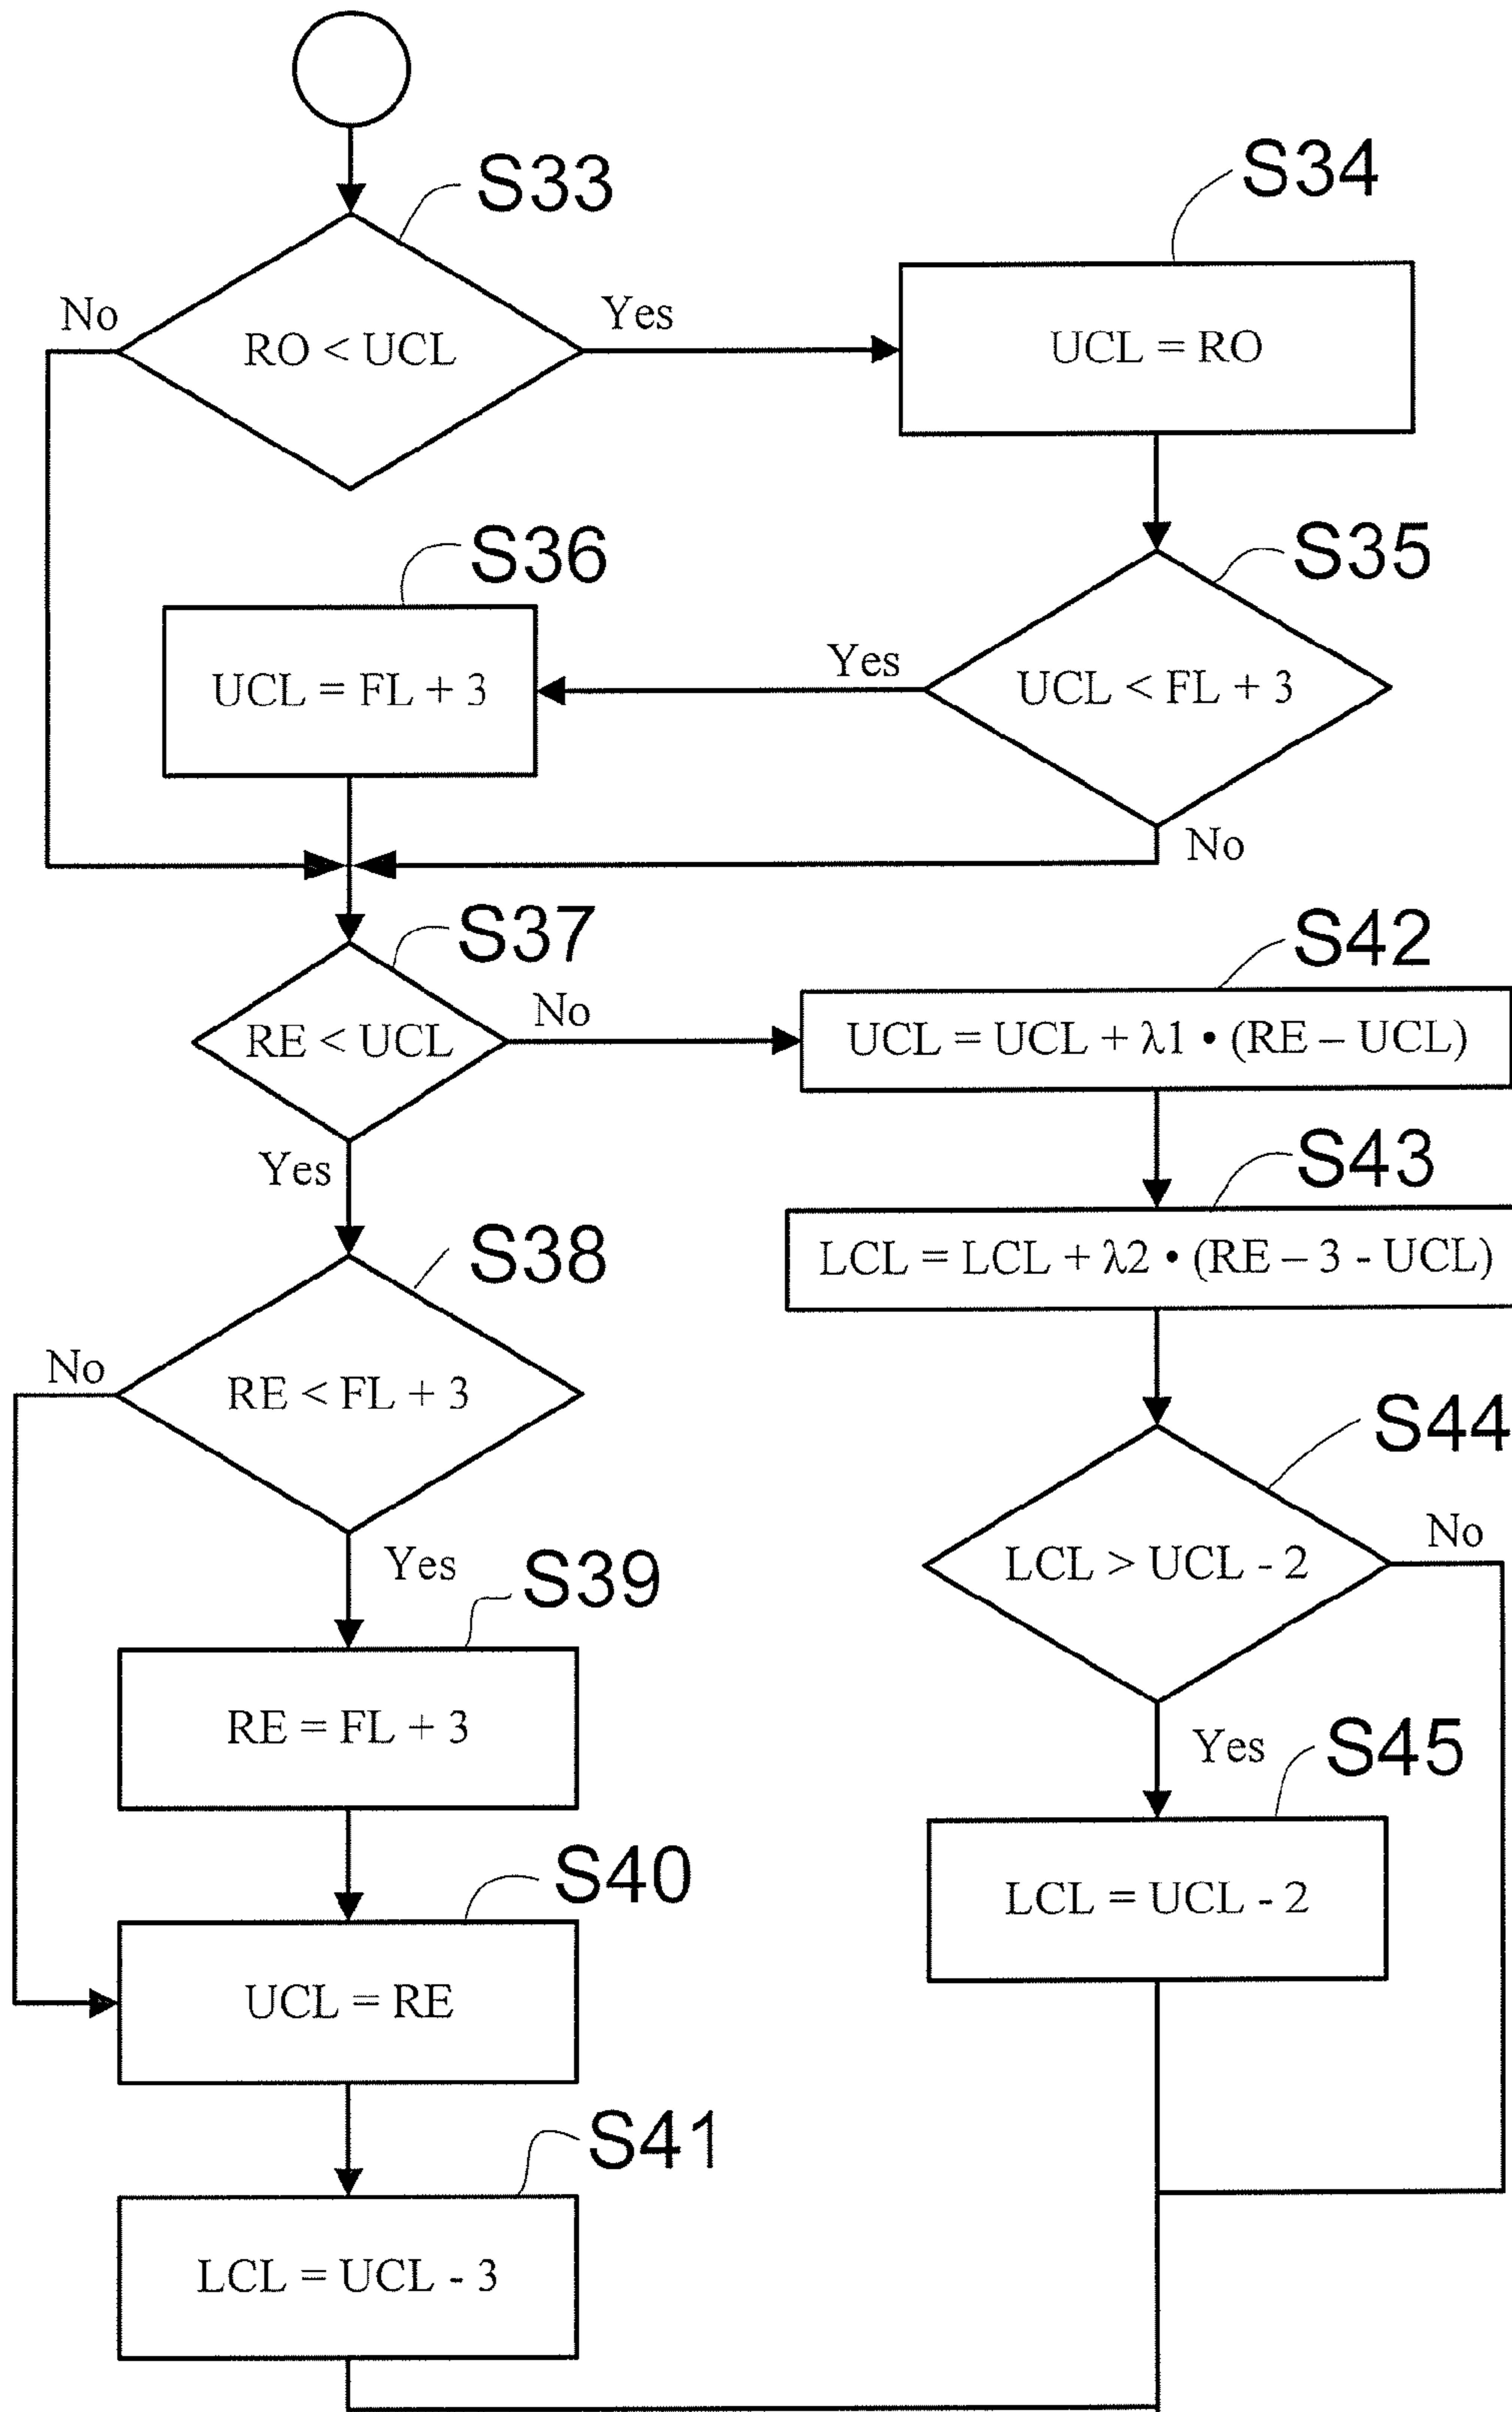 S33
S34
No
RO < UCL
Yes
UCL = RO
S36
S35
UCL = FL + 3
Yes
UCL < FL + 3
No
S37
S42
RE < UCL
No
UCL = UCL + λ1 • (RE – UCL)
Yes
S43
LCL = LCL + λ2 • (RE – 3 - UCL)
S38
No
RE < FL + 3
S44
Yes
LCL > UCL - 2
No
S39
RE = FL + 3
Yes
S45
S40
LCL = UCL - 2
UCL = RE
S41
LCL = UCL - 3